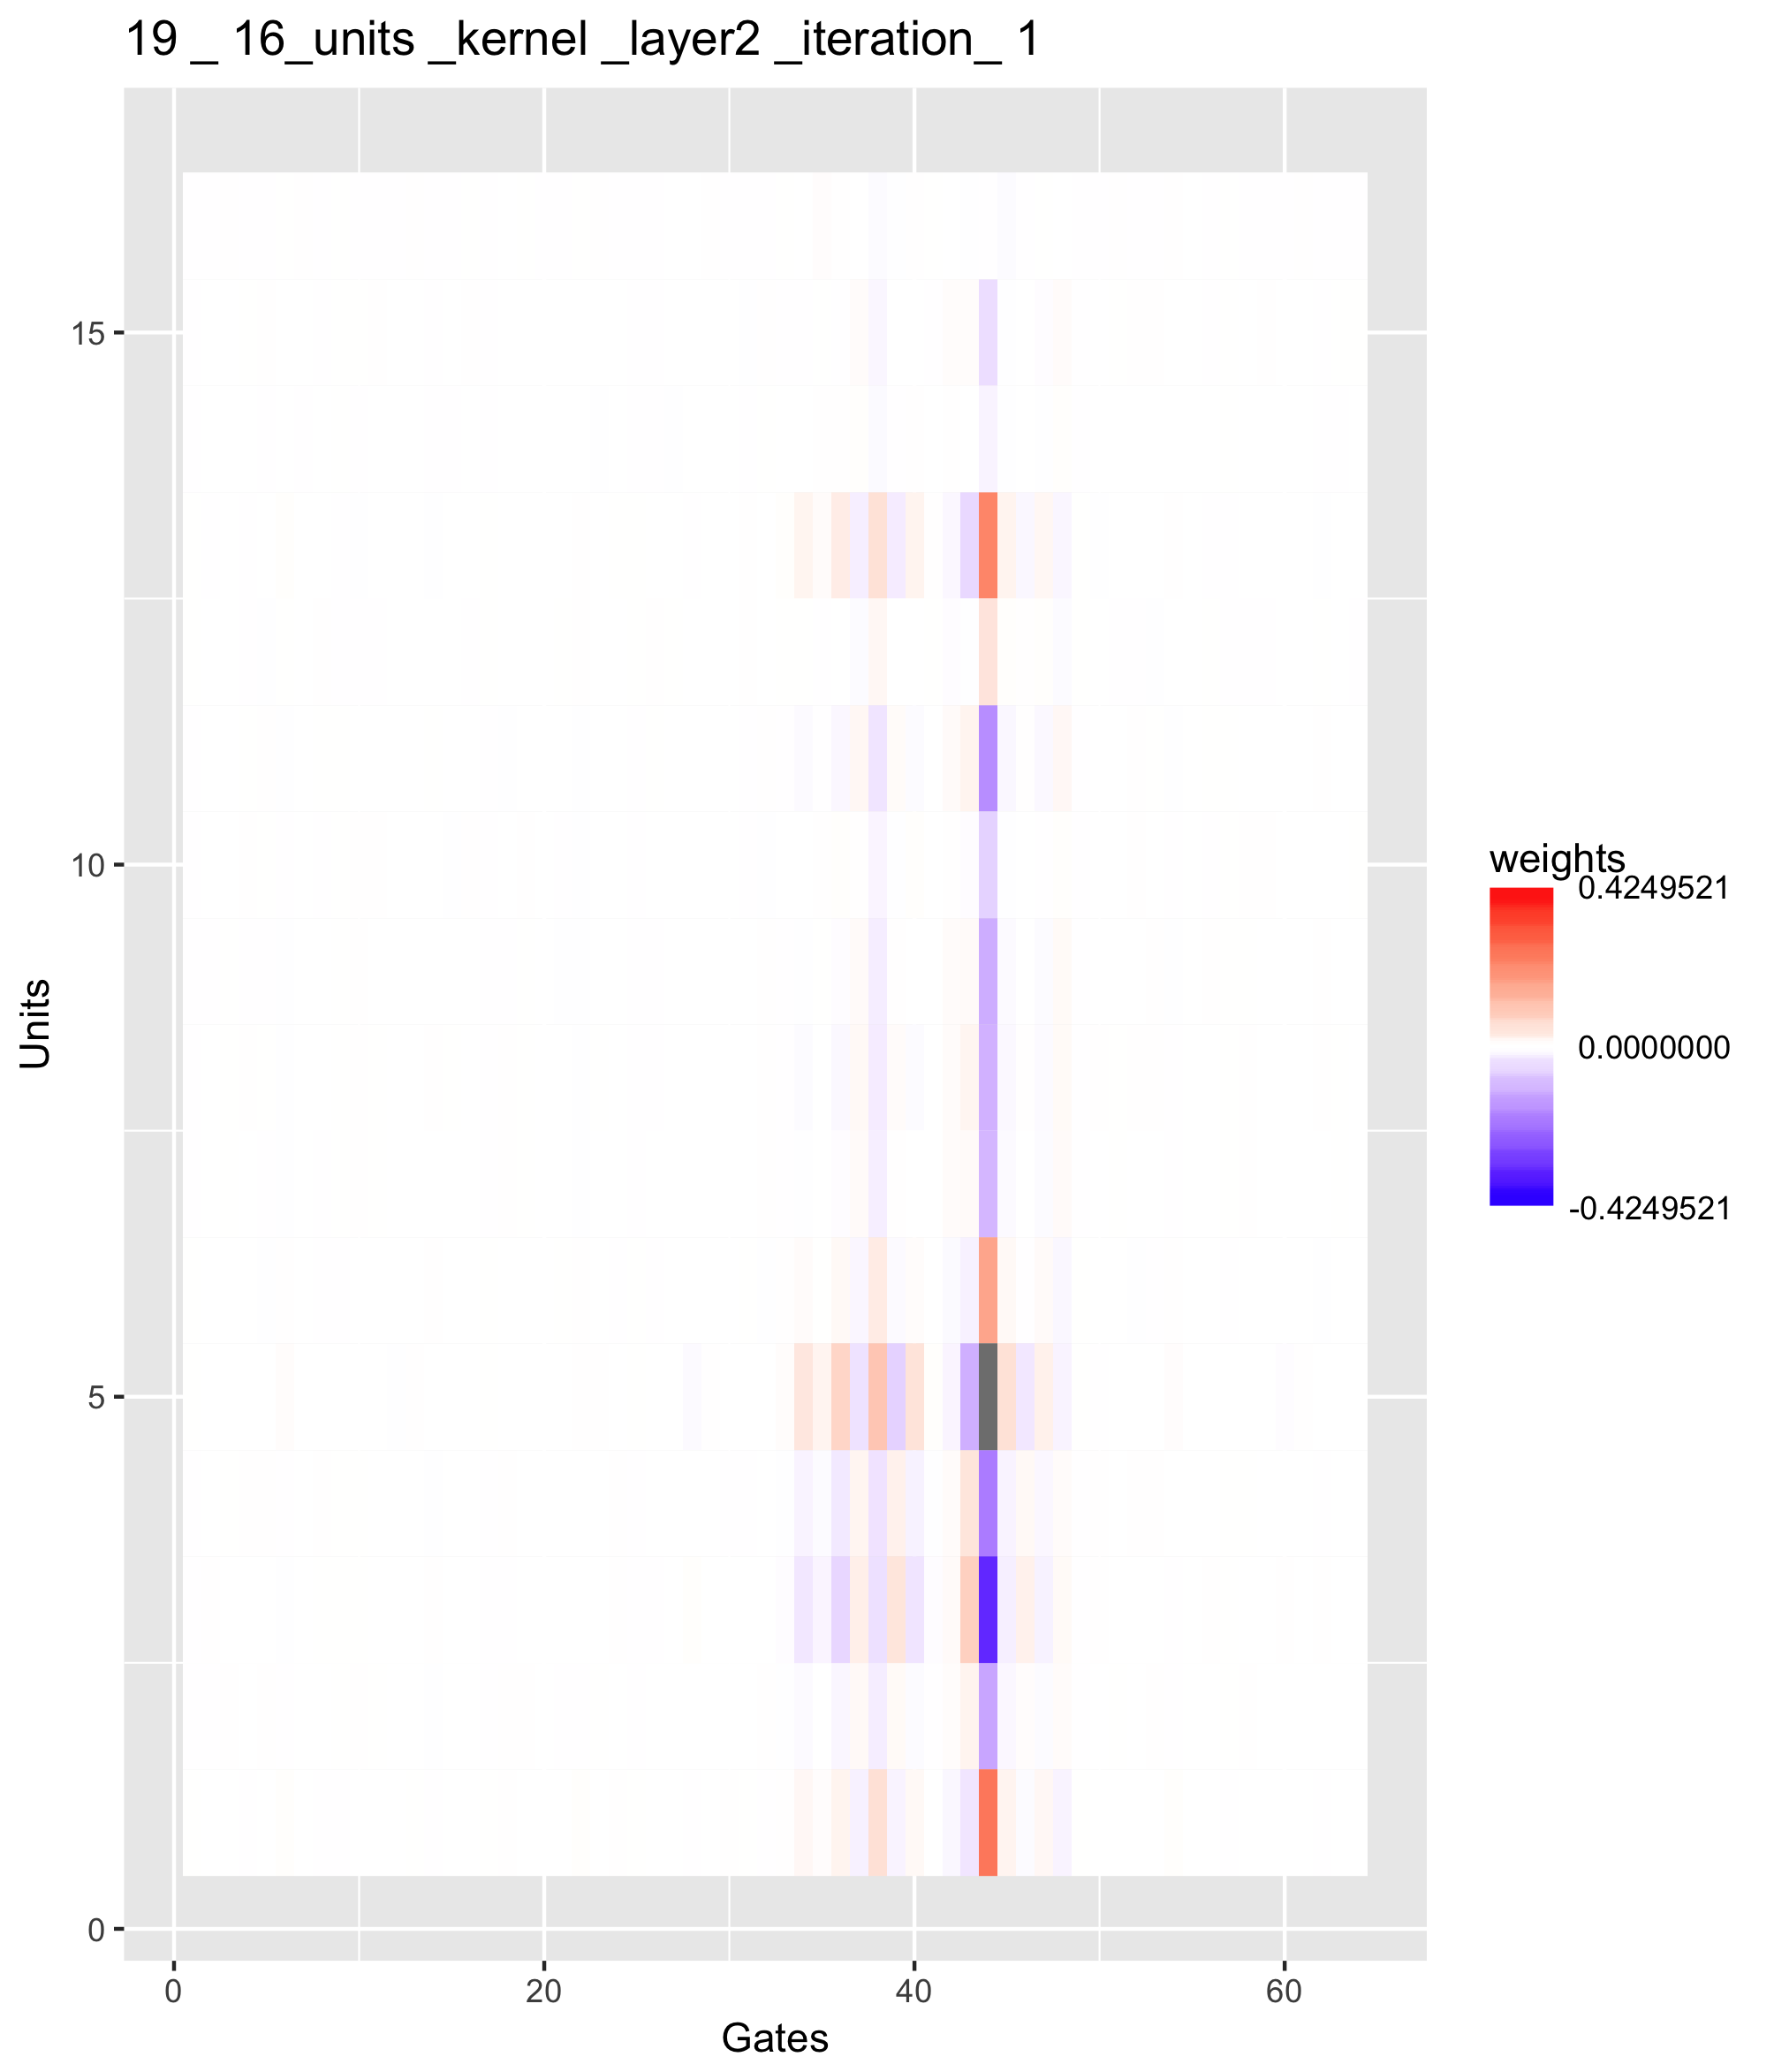 19 _ 16_units _kernel _layer2 _iteration_ 1
15
10
5
0
Units
0 20 40 60
Gates
weights
0.4249521
0.0000000
-0.4249521